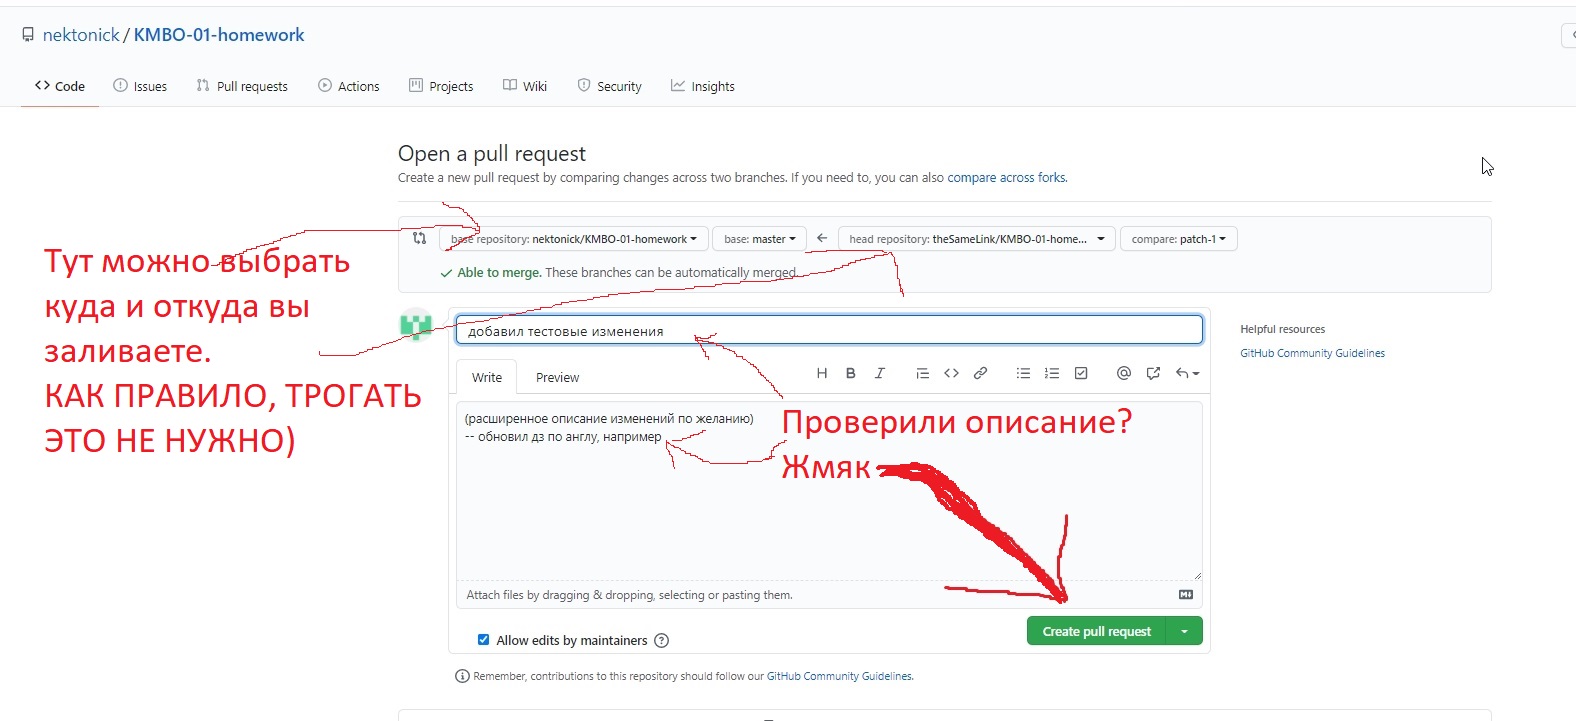 nektonick / KMBO-01-homework
Code Issues Pull requests Actions Projects Wiki Security Insights
Open a pull request
Create a new pull request by comparing changes across two branches. If you need to, you can also compare across forks.
base repository: nektonick/KMBO-01-homework base: master head repository: theSameLink/KMBO-01-home... compare: patch-1
Able to merge. These branches can be automatically merged.
Тут можно выбрать
куда и откуда вы
заливаете.
КАК ПРАВИЛО, ТРОГАТЬ
ЭТО НЕ НУЖНО)
добавил тестовые изменения
Helpful resources
GitHub Community Guidelines
Write Preview
(расширенное описание изменений по желанию)
-- обновил дз по англу, например
Проверили описание?
Жмяк
Attach files by dragging & dropping, selecting or pasting them.
Allow edits by maintainers
Create pull request
Remember, contributions to this repository should follow our GitHub Community Guidelines.